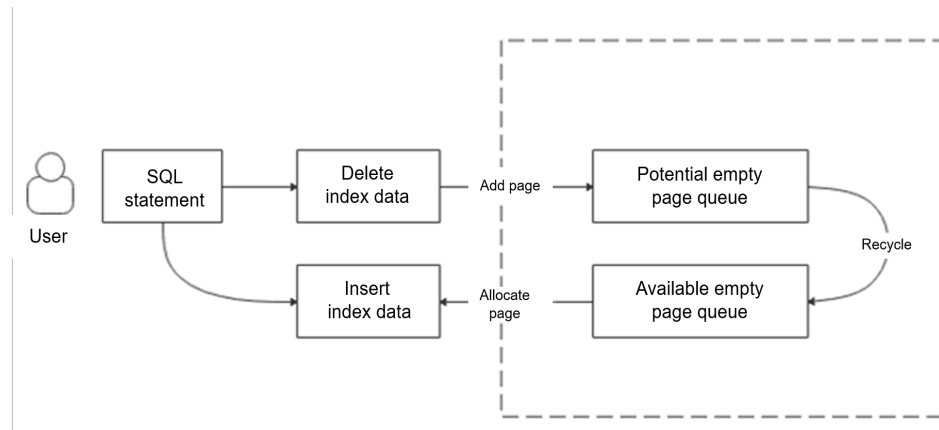 SQL
statement
Delete
index data
Add page
Potential empty
page queue
User
Recycle
Insert
index data
Allocate
page
Available empty
page queue